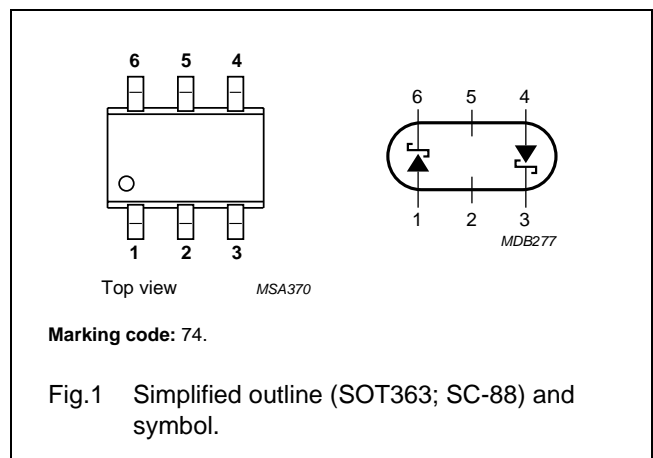 6 5 4
6 5 4
1 2 3
1 2 3
MDB277
Top view MSA370
Marking code: 74.
Fig.1 Simplified outline (SOT363; SC-88) and
symbol.